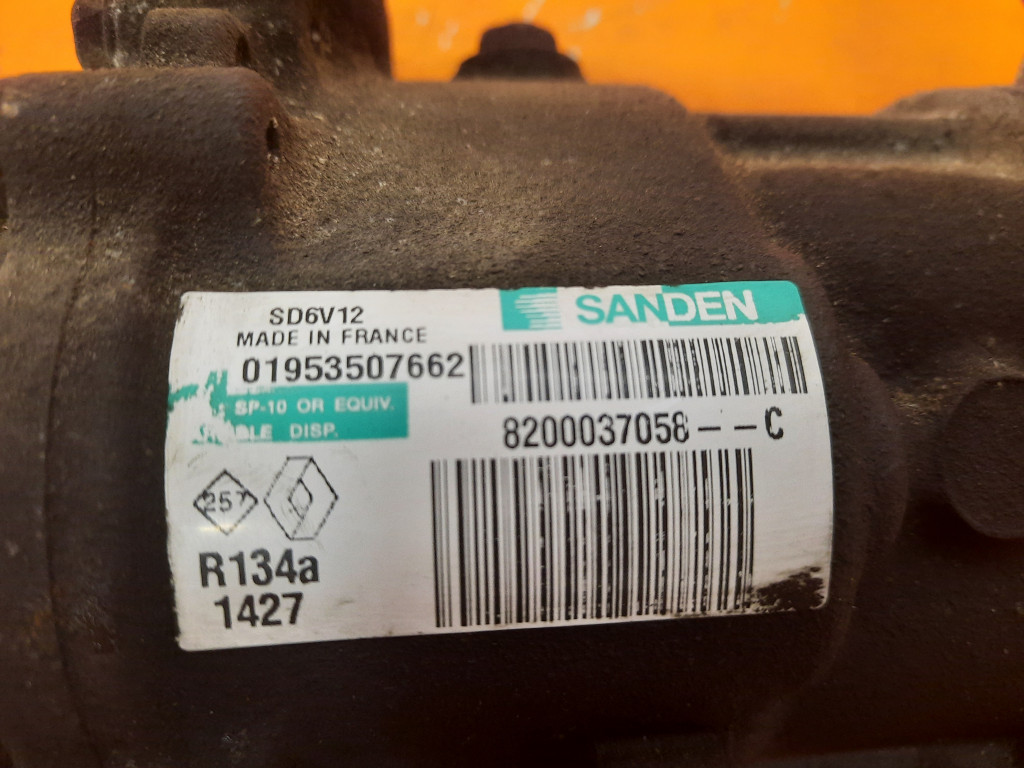 SANDEN
SD6V12
MADE IN FRANCE
01953507662
SP-10 OR EQUIV.
DISP.
8200037058--C
257
R134a
1427